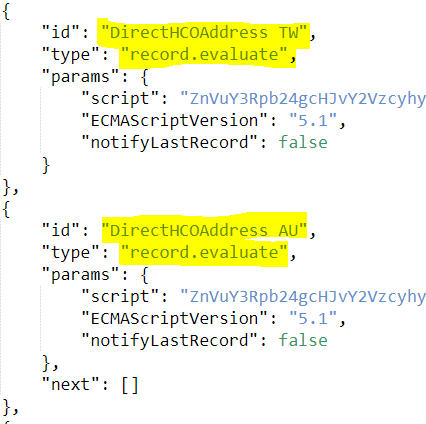 {
"id": "DirectHCOAddress TW",
"type": "record.evaluate",
"params": {
"script": "ZnVuY3Rpb24gcHJvY2Vzcyhy
"ECMAScriptVersion": "5.1",
"notifyLastRecord": false
}
},
{
"id": "DirectHCOAddress AU",
"type": "record.evaluate",
"params": {
"script": "ZnVuY3Rpb24gcHJvY2Vzcyhy
"ECMAScriptVersion": "5.1",
"notifyLastRecord": false
},
"next": []
},